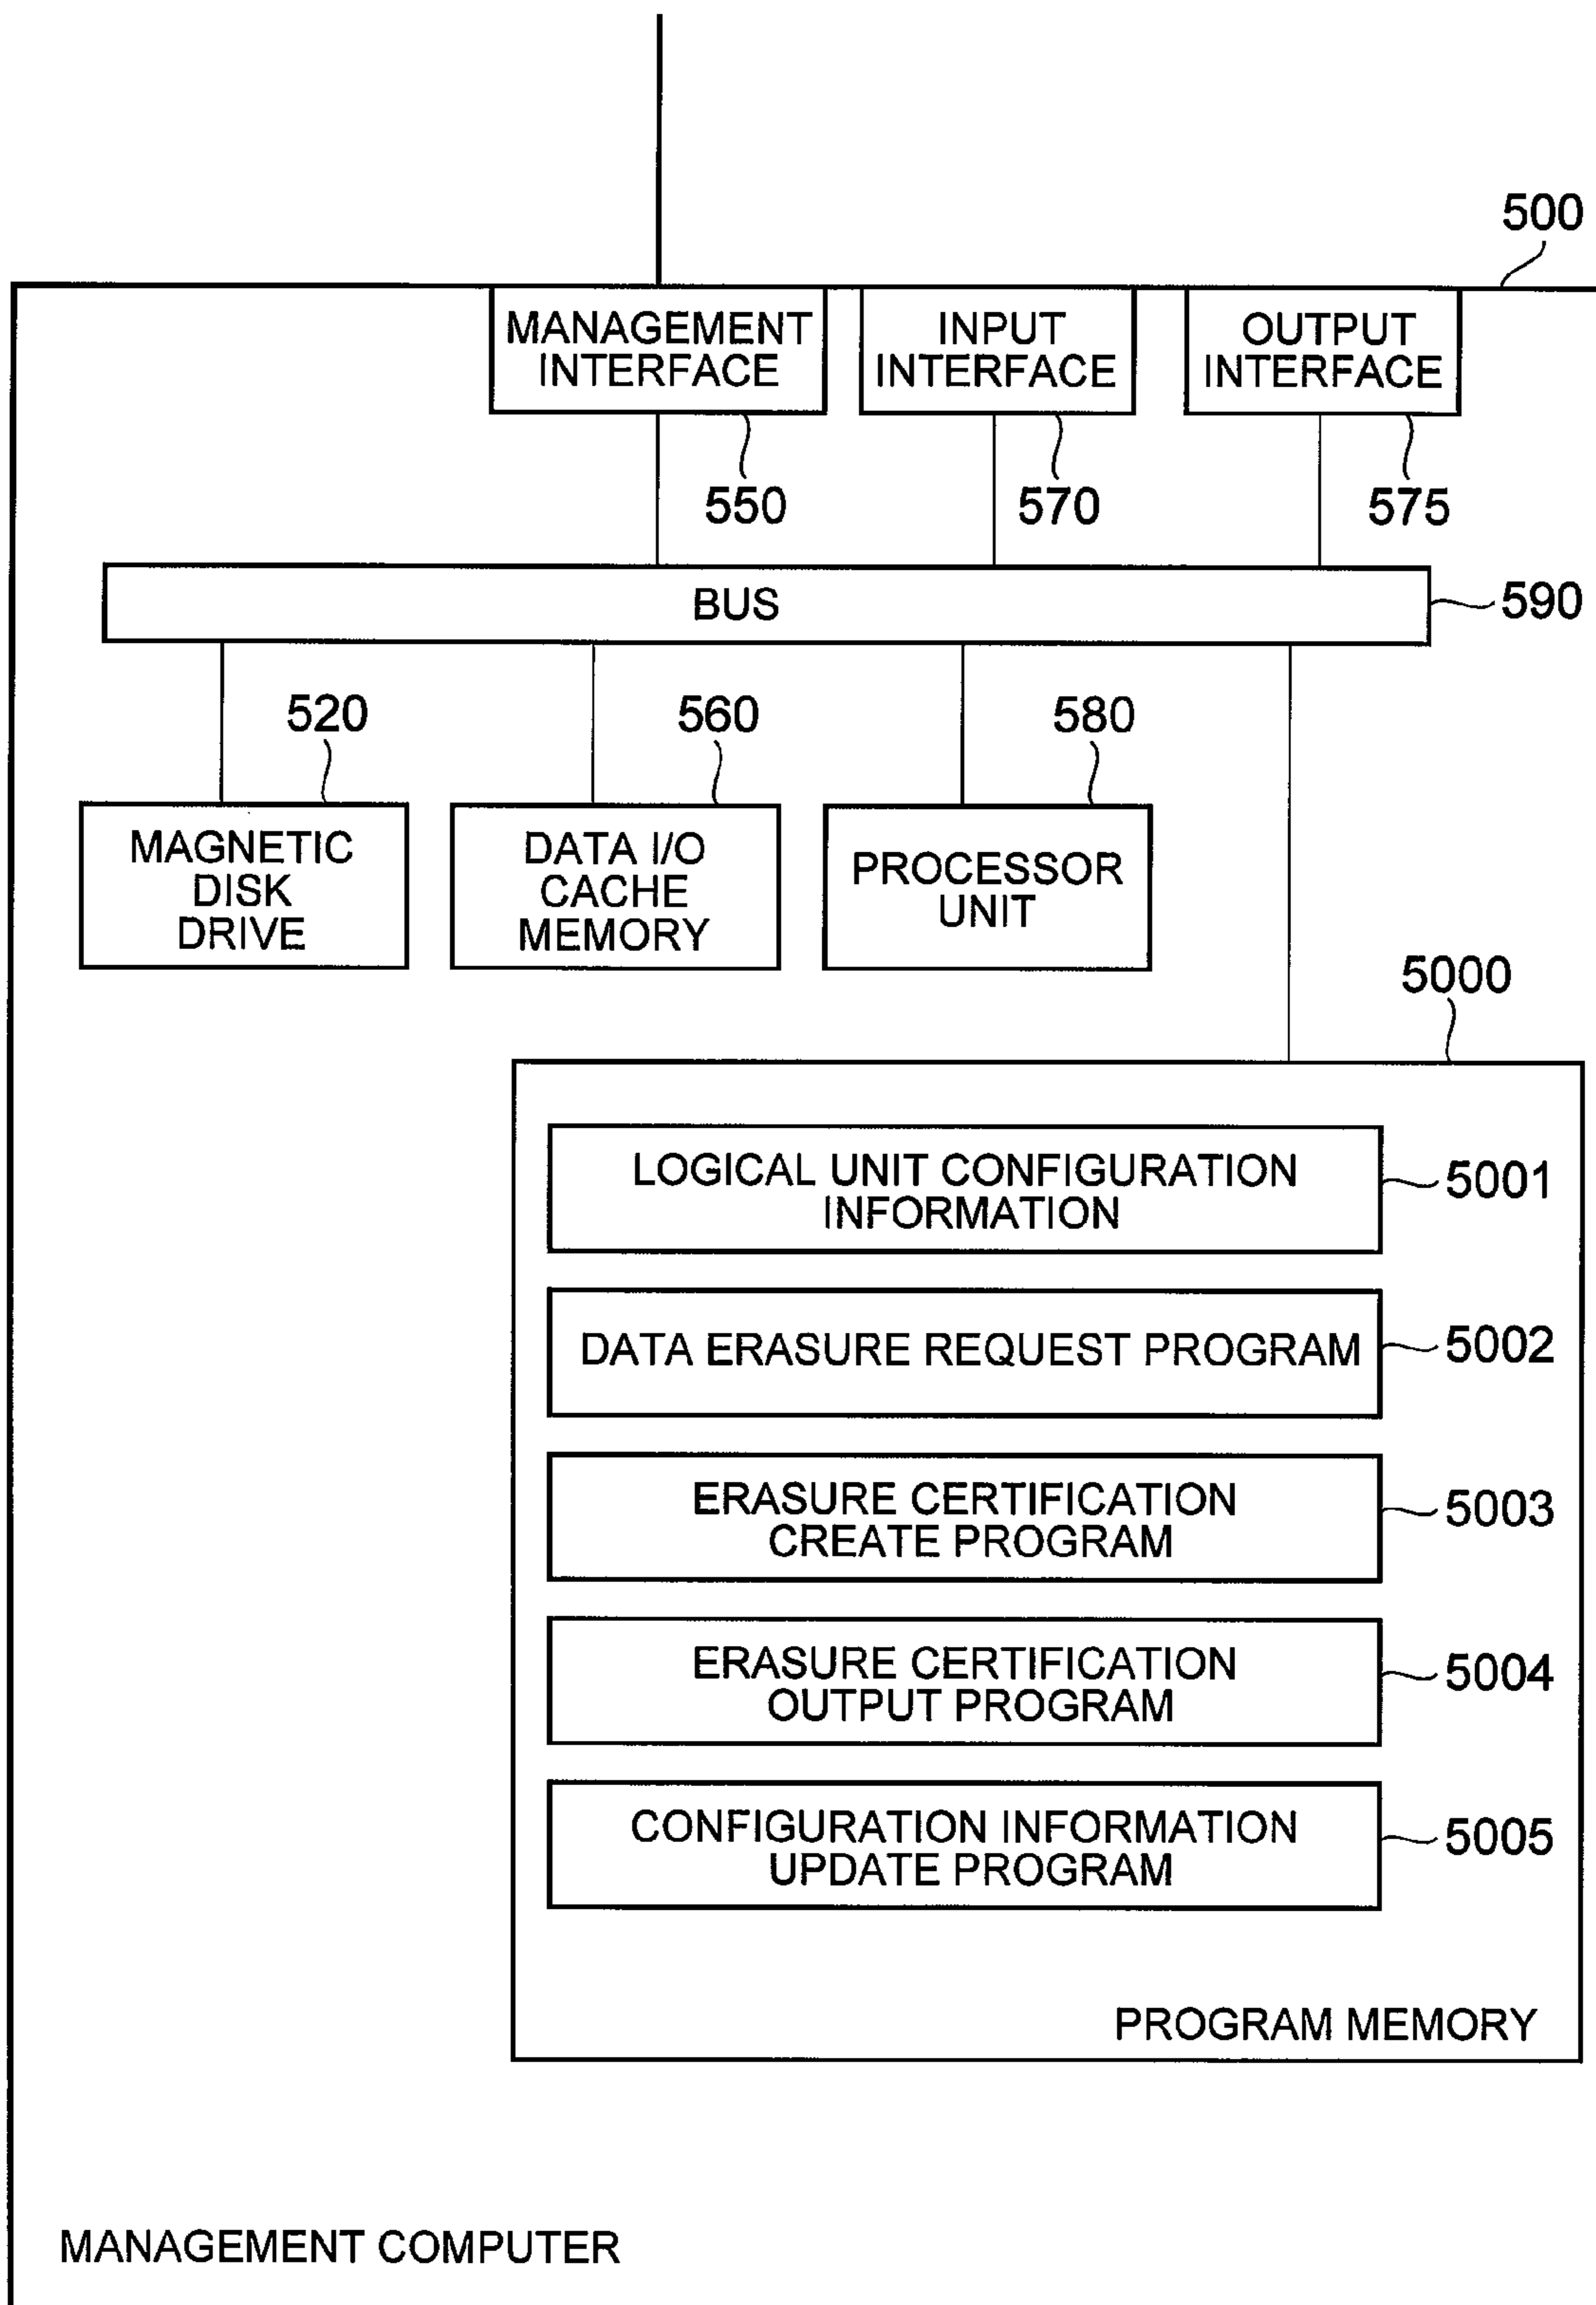 500
MANAGEMENT
INTERFACE
INPUT
INTERFACE
OUTPUT
INTERFACE
550
570
575
BUS
590
520
560
580
MAGNETIC
DISK
DRIVE
DATA I/O
CACHE
MEMORY
PROCESSOR
UNIT
5000
LOGICAL UNIT CONFIGURATION
INFORMATION
5001
DATA ERASURE REQUEST PROGRAM
5002
ERASURE CERTIFICATION
CREATE PROGRAM
5003
ERASURE CERTIFICATION
OUTPUT PROGRAM
5004
CONFIGURATION INFORMATION
UPDATE PROGRAM
5005
PROGRAM MEMORY
MANAGEMENT COMPUTER